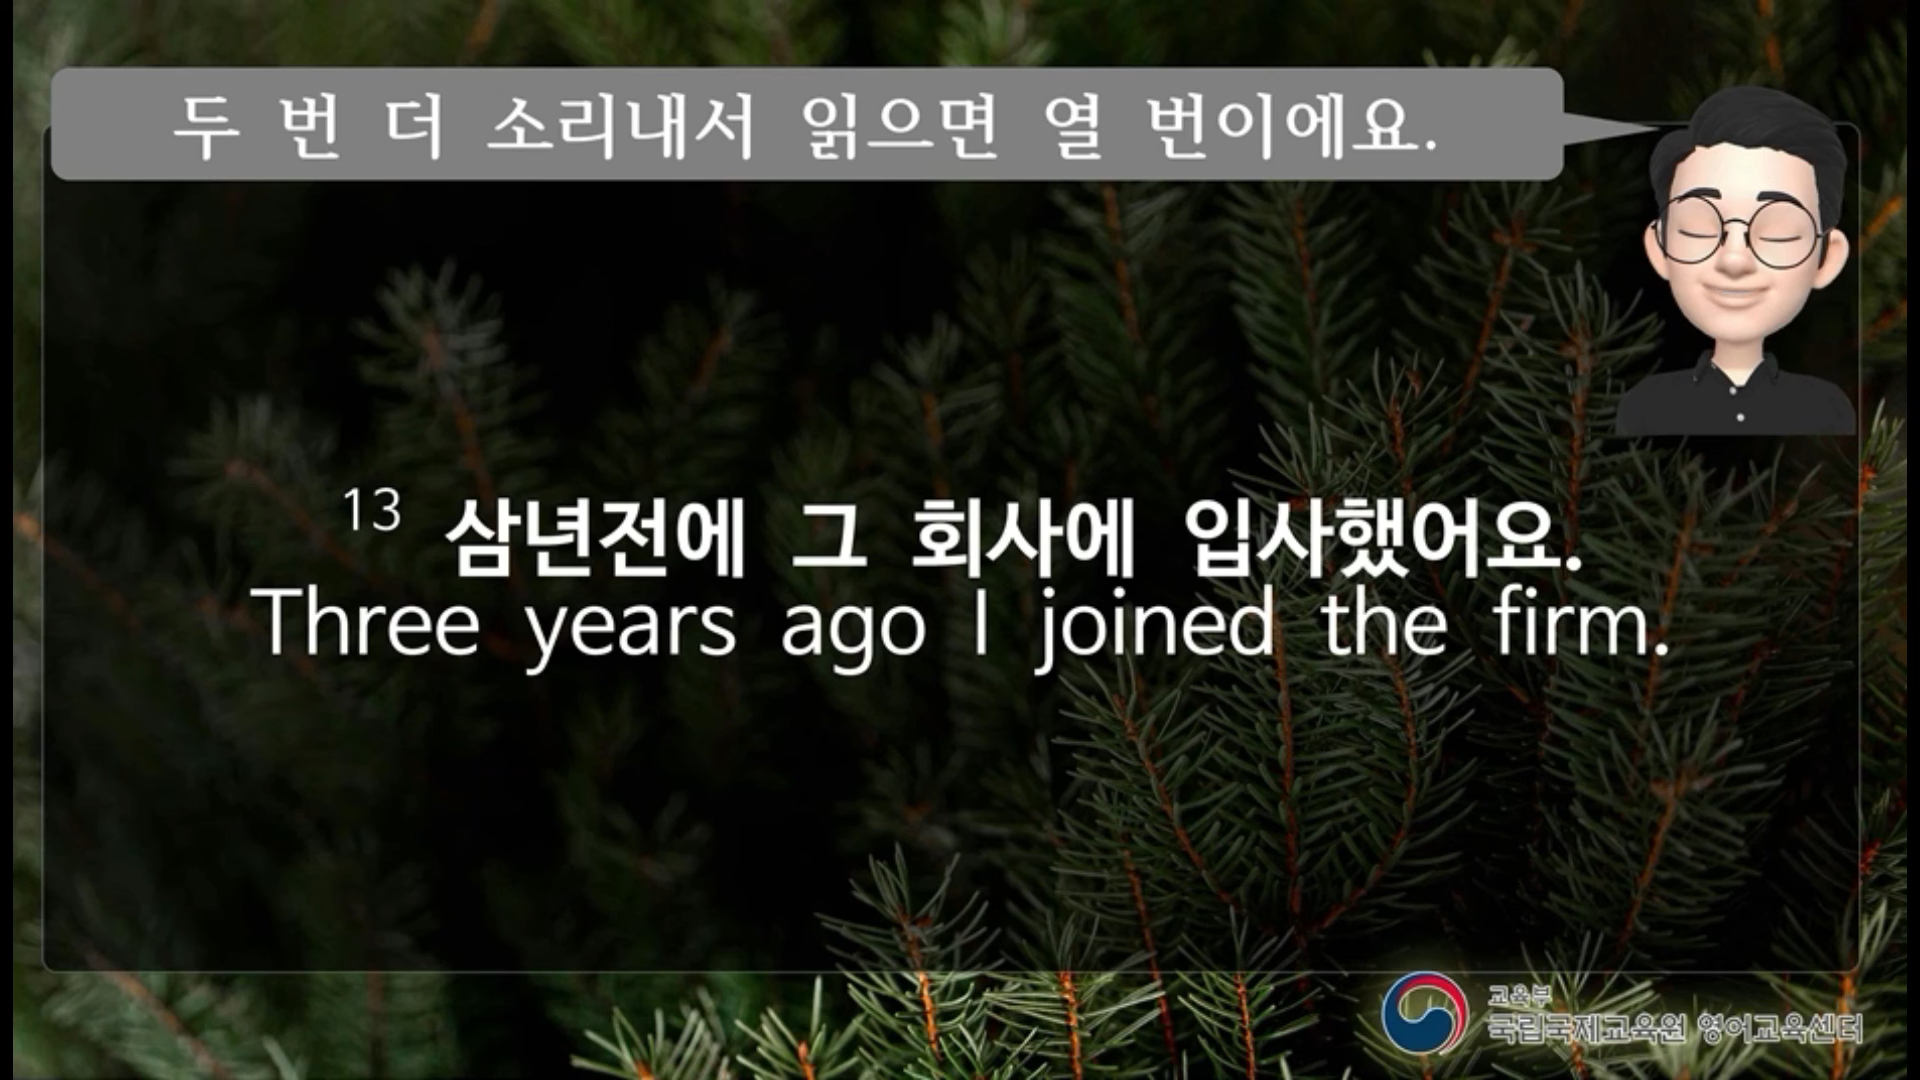 두 번 더 소리내서 읽으면 열 번이에요.
13 삼년전에 그 회사에 입사했어요.
Three years ago I joined the firm.
교육부
국립국제교육원 영어교육센터